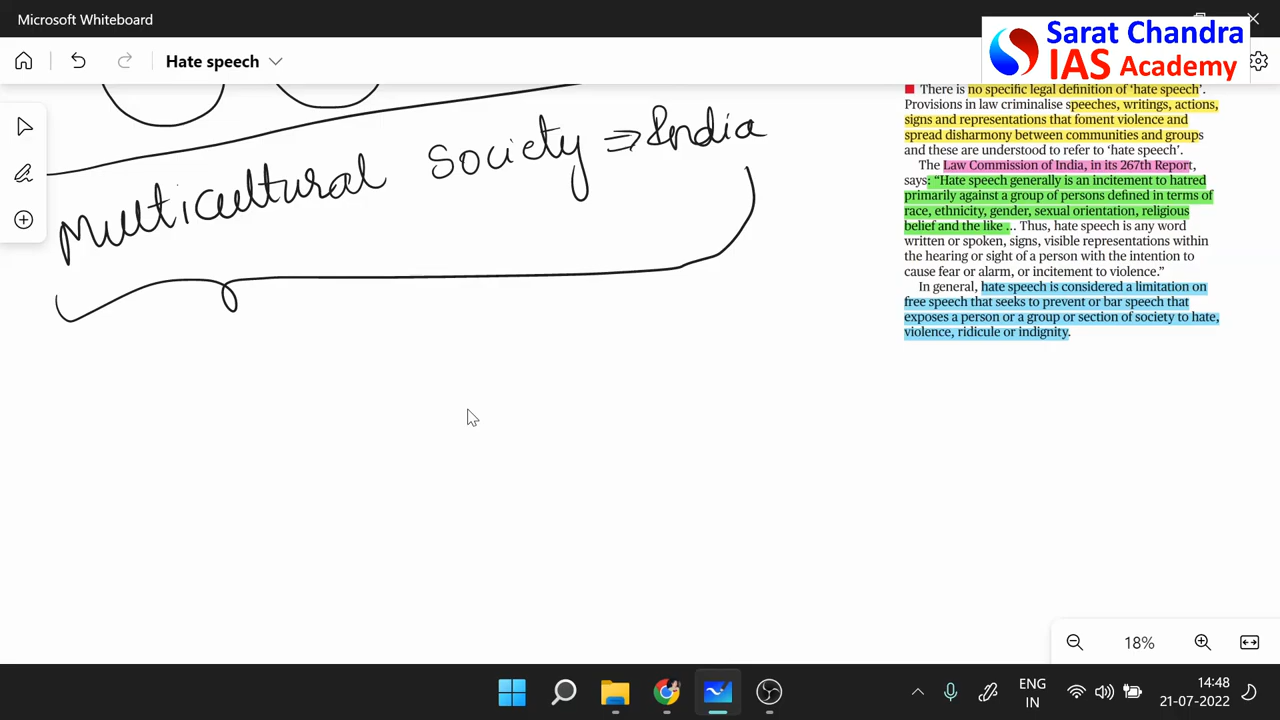 Microsoft Whiteboard
Sarat Chandra
IAS Academy
Hate speech
There is no specific legal definition of ‘hate speech’.
Provisions in law criminalise speeches, writings, actions,
signs and representations that foment violence and
spread disharmony between communities and groups
and these are understood to refer to ‘hate speech’.
The Law Commission of India, in its 267th Report,
says: “Hate speech generally is an incitement to hatred
primarily against a group of persons defined in terms of
race, ethnicity, gender, sexual orientation, religious
belief and the like ... Thus, hate speech is any word
written or spoken, signs, visible representations within
the hearing or sight of a person with the intention to
cause fear or alarm, or incitement to violence.”
In general, hate speech is considered a limitation on
free speech that seeks to prevent or bar speech that
exposes a person or a group or section of society to hate,
violence, ridicule or indignity.
Multicultural Society ⇒ India
18%
ENG
IN
14:48
21-07-2022